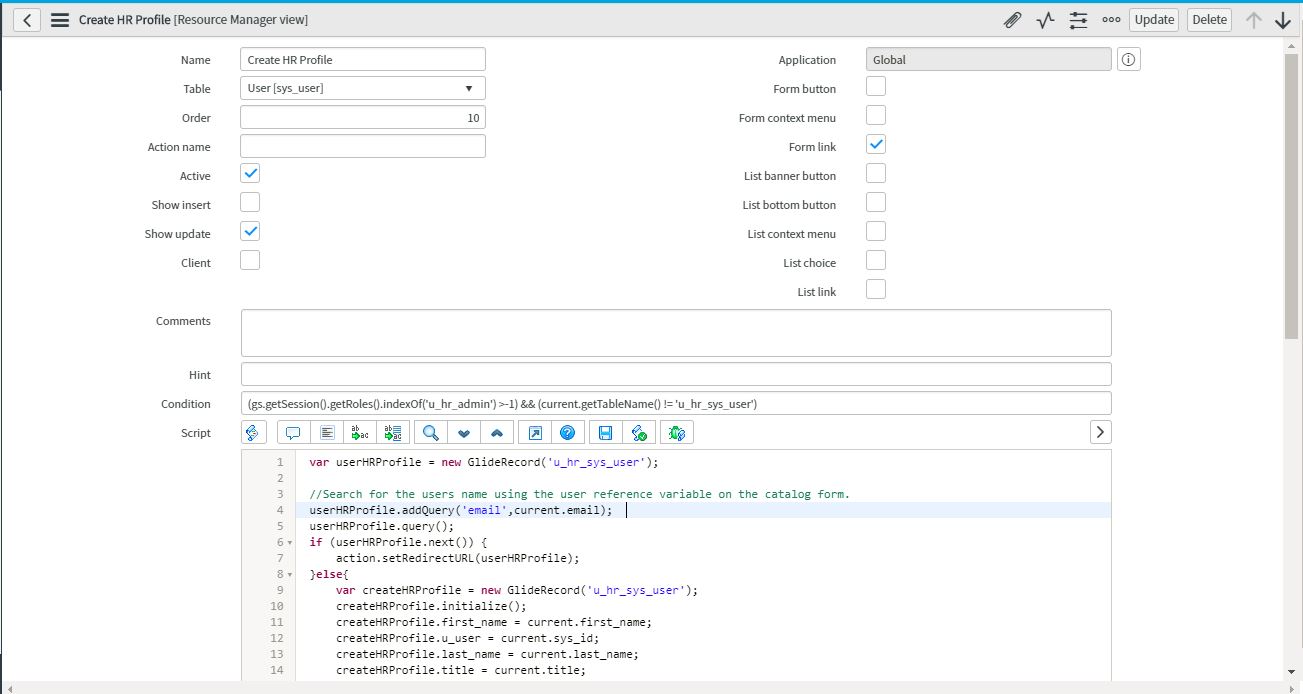 Create HR Profile [Resource Manager view]
Update
Delete
Name
Create HR Profile
Application
Global
Table
User [sys_user]
Form button
Order
10
Form context menu
Action name
Form link
Active
List banner button
Show insert
List bottom button
Show update
List context menu
Client
List choice
List link
Comments
Hint
Condition
(gs.getSession().getRoles().indexOf('u_hr_admin') >-1) && (current.getTableName() != 'u_hr_sys_user')
Script
1 var userHRProfile = new GlideRecord('u_hr_sys_user');
2
3 //Search for the users name using the user reference variable on the catalog form.
4 userHRProfile.addQuery('email',current.email);
5 userHRProfile.query();
6 if (userHRProfile.next()) {
7 action.setRedirectURL(userHRProfile);
8 }else{
9 var createHRProfile = new GlideRecord('u_hr_sys_user');
10 createHRProfile.initialize();
11 createHRProfile.first_name = current.first_name;
12 createHRProfile.u_user = current.sys_id;
13 createHRProfile.last_name = current.last_name;
14 createHRProfile.title = current.title;